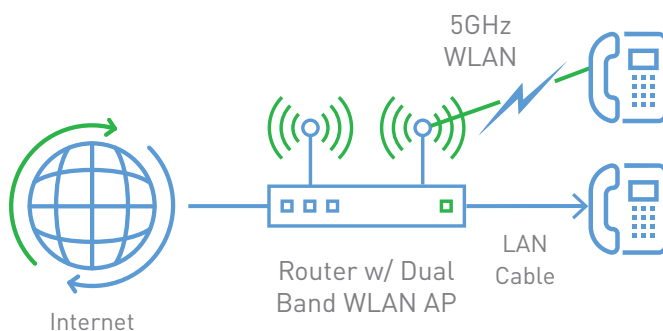 5GHz
WLAN
Router w/ Dual
Band WLAN AP
LAN
Cable
Internet